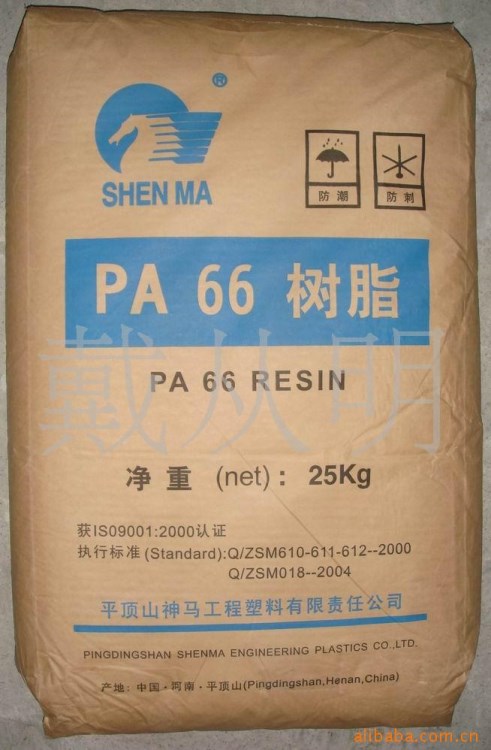 ®
SHEN MA
防潮
防刺
PA 66 树脂
PA 66 RESIN
戴从明
净重 (net): 25Kg
获IS09001:2000认证
执行标准(Standard):Q/ZSM610-611-612--2000
Q/ZSM018--2004
平顶山神马工程塑料有限责任公司
PINGDINGSHAN SHENMA ENGINEERING PLASTICS CO.,LTD.
产地: 中国·河南·平顶山(Pingdingshan,Henan,China)
alibaba.com.cn